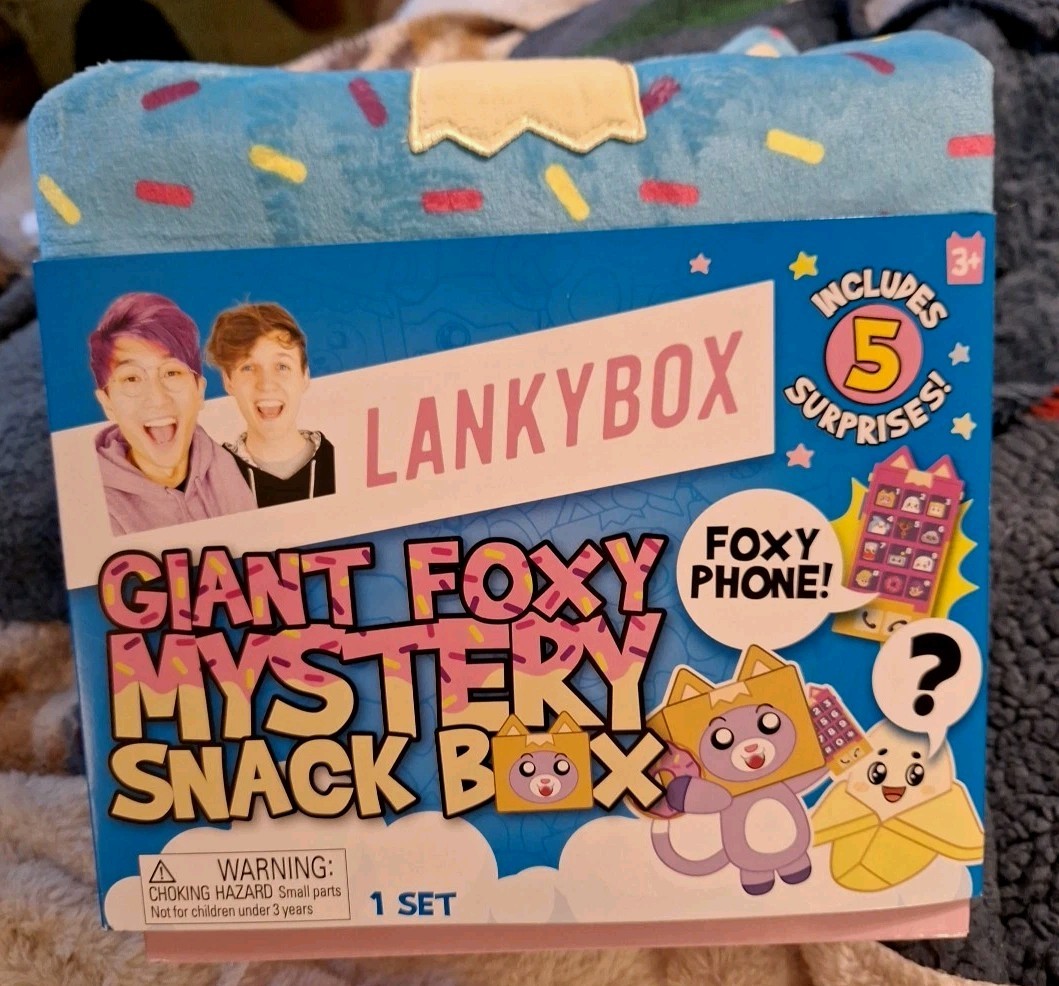 3+
INCLUDES
5
SURPRISES!
LANKYBOX
GIANT FOXY
MYSTERY
SNACK BOX
FOXY
PHONE!
?
WARNING:
CHOKING HAZARD Small parts
Not for children under 3 years
1 SET